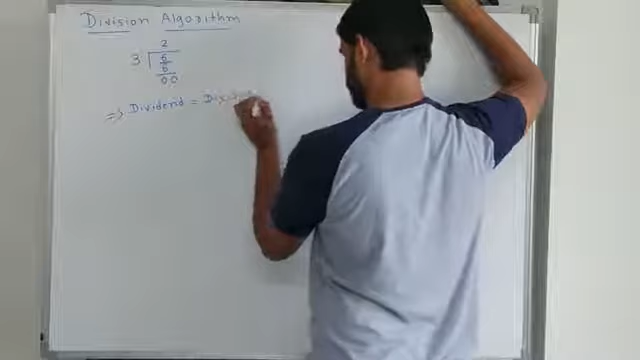 Division Algorithm
2
3 6
6
00
=> Dividend =